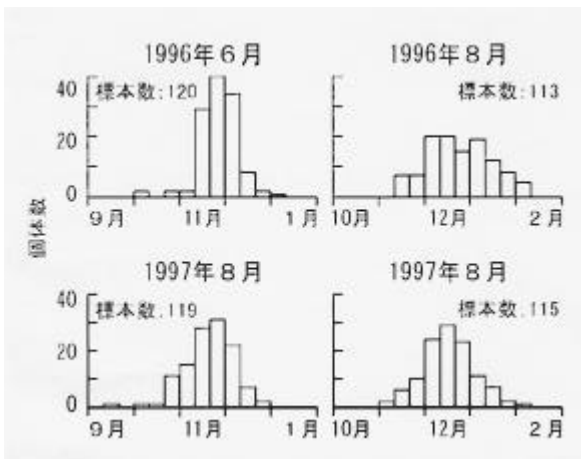 1996年6月
標本数:120
40
20
0
9月 11月 1月
1996年8月
標本数:113
10月 12月 2月
個体数
1997年8月
標本数:119
40
20
0
9月 11月 1月
1997年8月
標本数:115
10月 12月 2月